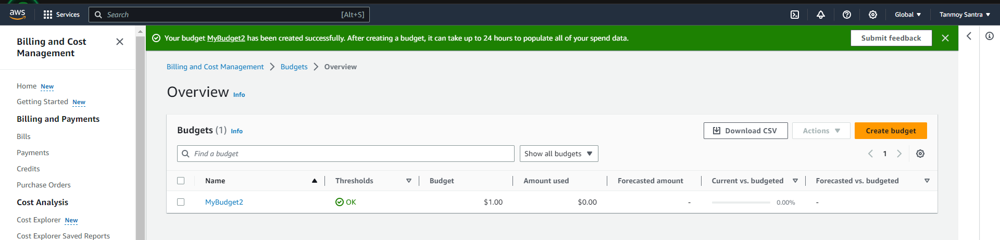 aws
Services
Search
[Alt+S]
Global
Tanmoy Santra
Billing and Cost
Management
Home New
Getting Started New
Billing and Payments
Bills
Payments
Credits
Purchase Orders
Cost Analysis
Cost Explorer New
Cost Explorer Saved Reports
Your budget MyBudget2 has been created successfully. After creating a budget, it can take up to 24 hours to populate all of your spend data.
Submit feedback
Billing and Cost Management > Budgets > Overview
Overview Info
Budgets (1) Info
Download CSV
Actions
Create budget
Find a budget
Show all budgets
1
Name Thresholds Budget Amount used Forecasted amount Current vs. budgeted Forecasted vs. budgeted
MyBudget2 OK $1.00 $0.00 - 0.00% -